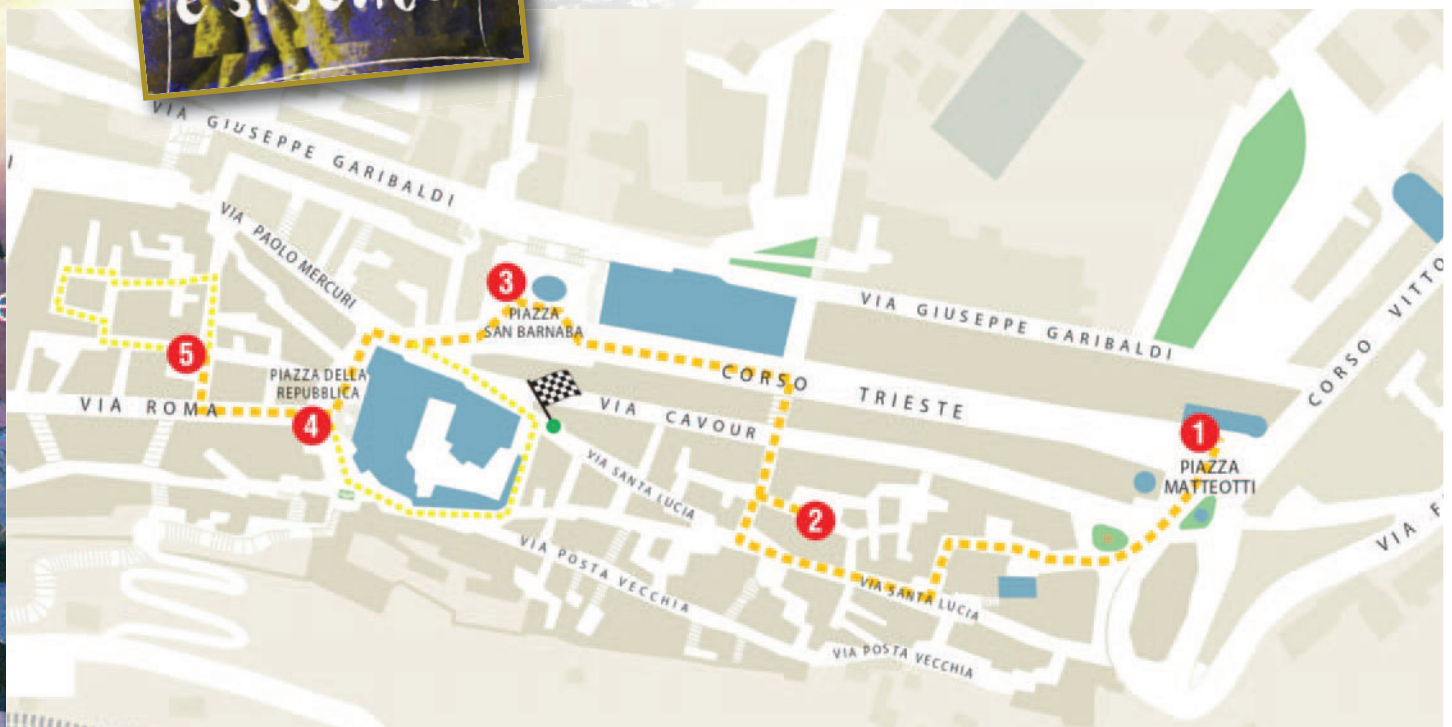 e si
VIA GIUSEPPE GARIBALDI
I
VIA PAOLO MERCURI
3
PIAZZA
SAN BARNABA
VIA GIUSEPPE GARIBALDI
CORSO VITTO
5
PIAZZA DELLA
REPUBBLICA
VIA ROMA
4
CORSO TRIESTE
VIA CAVOUR
1
PIAZZA
MATTEOTTI
VIA SANTA LUCIA
2
VIA F
VIA POSTA VECCHIA
VIA SANTA LUCIA
VIA POSTA VECCHIA